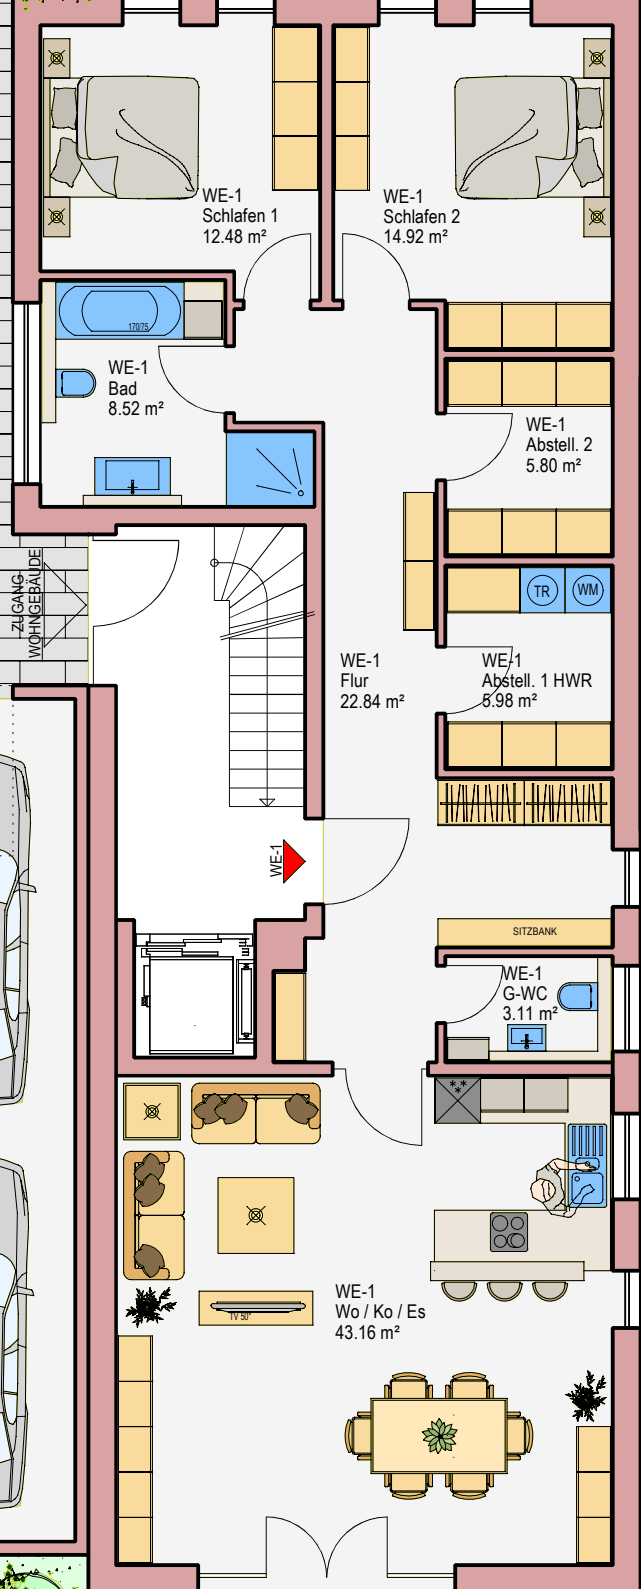 WE-1
Schlafen 1
12.48 m²
WE-1
Schlafen 2
14.92 m²
170/75
WE-1
Bad
8.52 m²
WE-1
Abstell. 2
5.80 m²
ZUGANG
WOHNGEBÄUDE
TR
WM
WE-1
Flur
22.84 m²
WE-1
Abstell. 1 HWR
5.98 m²
WE-1
SITZBANK
WE-1
G-WC
3.11 m²
WE-1
Wo / Ko / Es
43.16 m²
TV 50"